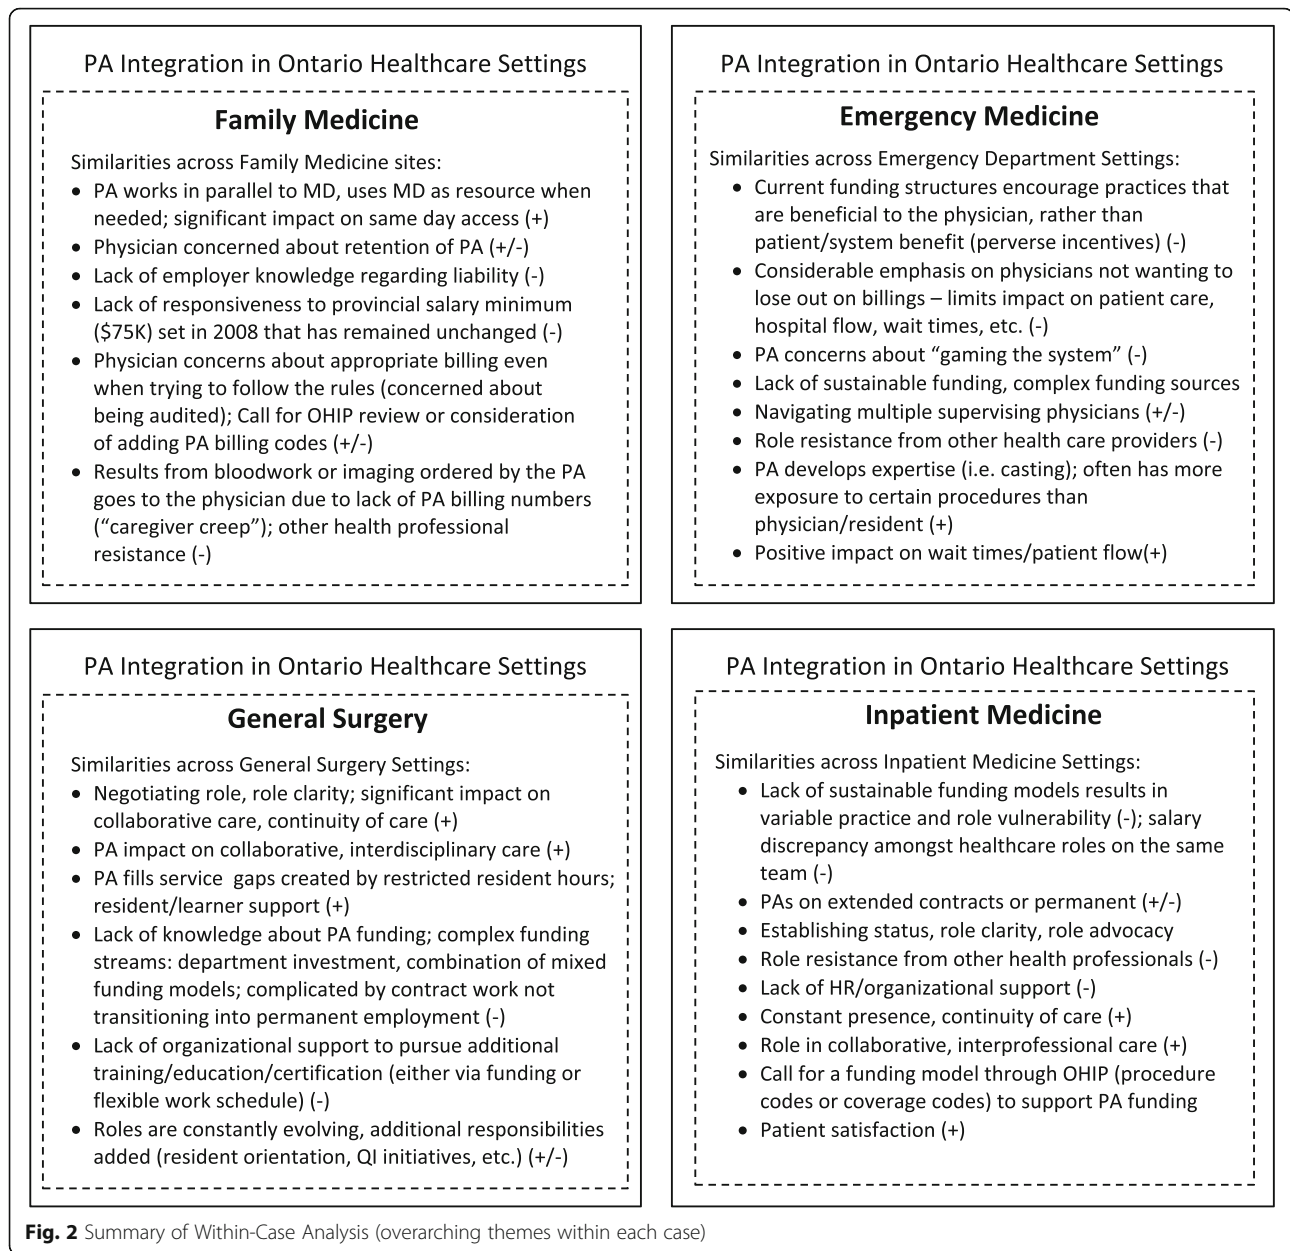 PA Integration in Ontario Healthcare Settings
Family Medicine
Similarities across Family Medicine sites:
• PA works in parallel to MD, uses MD as resource when
needed; significant impact on same day access (+)
• Physician concerned about retention of PA (+/-)
• Lack of employer knowledge regarding liability (-)
• Lack of responsiveness to provincial salary minimum
($75K) set in 2008 that has remained unchanged (-)
• Physician concerns about appropriate billing even
when trying to follow the rules (concerned about
being audited); Call for OHIP review or consideration
of adding PA billing codes (+/-)
• Results from bloodwork or imaging ordered by the PA
goes to the physician due to lack of PA billing numbers
(“caregiver creep”); other health professional
resistance (-)
PA Integration in Ontario Healthcare Settings
Emergency Medicine
Similarities across Emergency Department Settings:
• Current funding structures encourage practices that
are beneficial to the physician, rather than
patient/system benefit (perverse incentives) (-)
• Considerable emphasis on physicians not wanting to
lose out on billings – limits impact on patient care,
hospital flow, wait times, etc. (-)
• PA concerns about “gaming the system” (-)
• Lack of sustainable funding, complex funding sources
• Navigating multiple supervising physicians (+/-)
• Role resistance from other health care providers (-)
• PA develops expertise (i.e. casting); often has more
exposure to certain procedures than
physician/resident (+)
• Positive impact on wait times/patient flow(+)
PA Integration in Ontario Healthcare Settings
General Surgery
Similarities across General Surgery Settings:
• Negotiating role, role clarity; significant impact on
collaborative care, continuity of care (+)
• PA impact on collaborative, interdisciplinary care (+)
• PA fills service gaps created by restricted resident hours;
resident/learner support (+)
• Lack of knowledge about PA funding; complex funding
streams: department investment, combination of mixed
funding models; complicated by contract work not
transitioning into permanent employment (-)
• Lack of organizational support to pursue additional
training/education/certification (either via funding or
flexible work schedule) (-)
• Roles are constantly evolving, additional responsibilities
added (resident orientation, QI initiatives, etc.) (+/-)
PA Integration in Ontario Healthcare Settings
Inpatient Medicine
Similarities across Inpatient Medicine Settings:
• Lack of sustainable funding models results in
variable practice and role vulnerability (-); salary
discrepancy amongst healthcare roles on the same
team (-)
• PAs on extended contracts or permanent (+/-)
• Establishing status, role clarity, role advocacy
• Role resistance from other health professionals (-)
• Lack of HR/organizational support (-)
• Constant presence, continuity of care (+)
• Role in collaborative, interprofessional care (+)
• Call for a funding model through OHIP (procedure
codes or coverage codes) to support PA funding
• Patient satisfaction (+)
Fig. 2 Summary of Within-Case Analysis (overarching themes within each case)